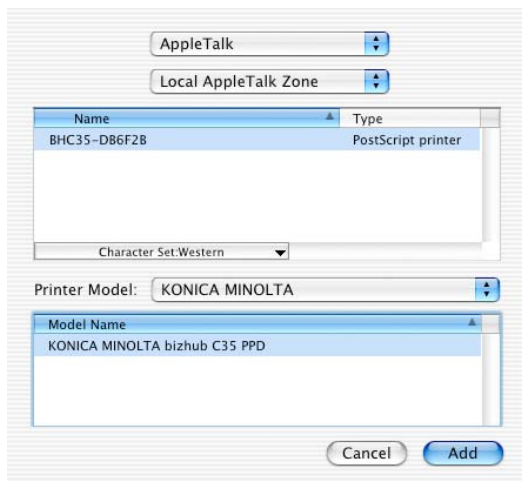 AppleTalk
Local AppleTalk Zone
Name Type
BHC35-DB6F2B PostScript printer
Character Set:Western
Printer Model: KONICA MINOLTA
Model Name
KONICA MINOLTA bizhub C35 PPD
Cancel Add